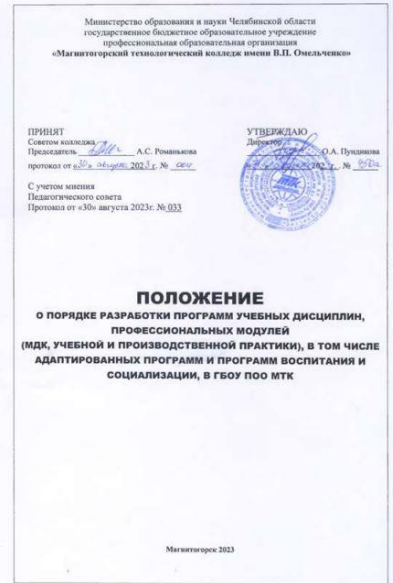 Министерство образования и науки Челябинской области
государственное бюджетное образовательное учреждение
профессиональная образовательная организация
«Магнитогорский технологический колледж имени В.П. Омельченко»
ПРИНЯТ
Советом колледжа
Председатель А.С. Романькова
протокол от «30» августа 2023 г. №
УТВЕРЖДАЮ
Директор
О.А. Пундикова
С учетом мнения
Педагогического совета
Протокол от «30» августа 2023г. № 033
ПОЛОЖЕНИЕ
О ПОРЯДКЕ РАЗРАБОТКИ ПРОГРАММ УЧЕБНЫХ ДИСЦИПЛИН,
ПРОФЕССИОНАЛЬНЫХ МОДУЛЕЙ
(МДК, УЧЕБНОЙ И ПРОИЗВОДСТВЕННОЙ ПРАКТИКИ), В ТОМ ЧИСЛЕ
АДАПТИРОВАННЫХ ПРОГРАММ И ПРОГРАММ ВОСПИТАНИЯ И
СОЦИАЛИЗАЦИИ, В ГБОУ ПОО МТК
Магнитогорск 2023